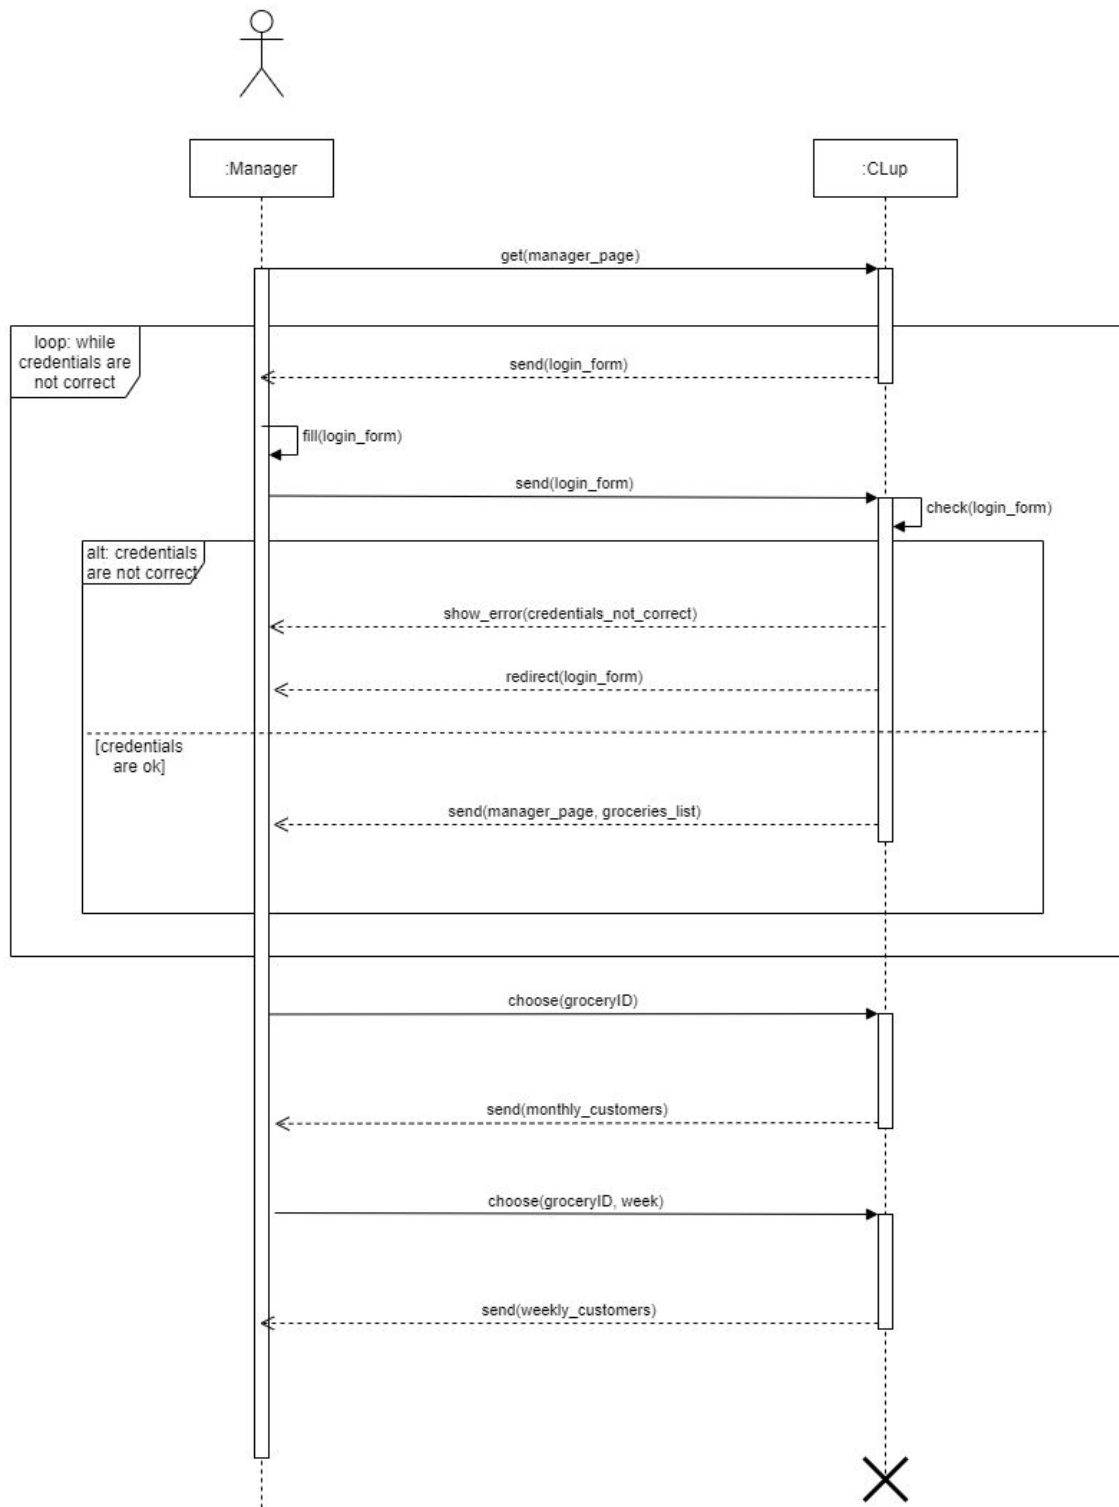 :Manager
:CLup
get(manager_page)
loop: while
credentials are
not correct
send(login_form)
fill(login_form)
send(login_form)
check(login_form)
alt: credentials
are not correct
show_error(credentials_not_correct)
redirect(login_form)
[credentials
are ok]
send(manager_page, groceries_list)
choose(groceryID)
send(monthly_customers)
choose(groceryID, week)
send(weekly_customers)